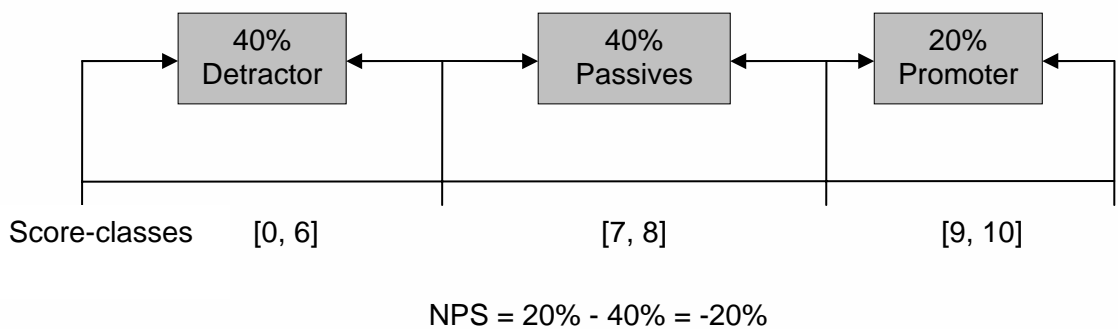 40%
Detractor
40%
Passives
20%
Promoter
Score-classes [0, 6] [7, 8] [9, 10]
NPS = 20% - 40% = -20%